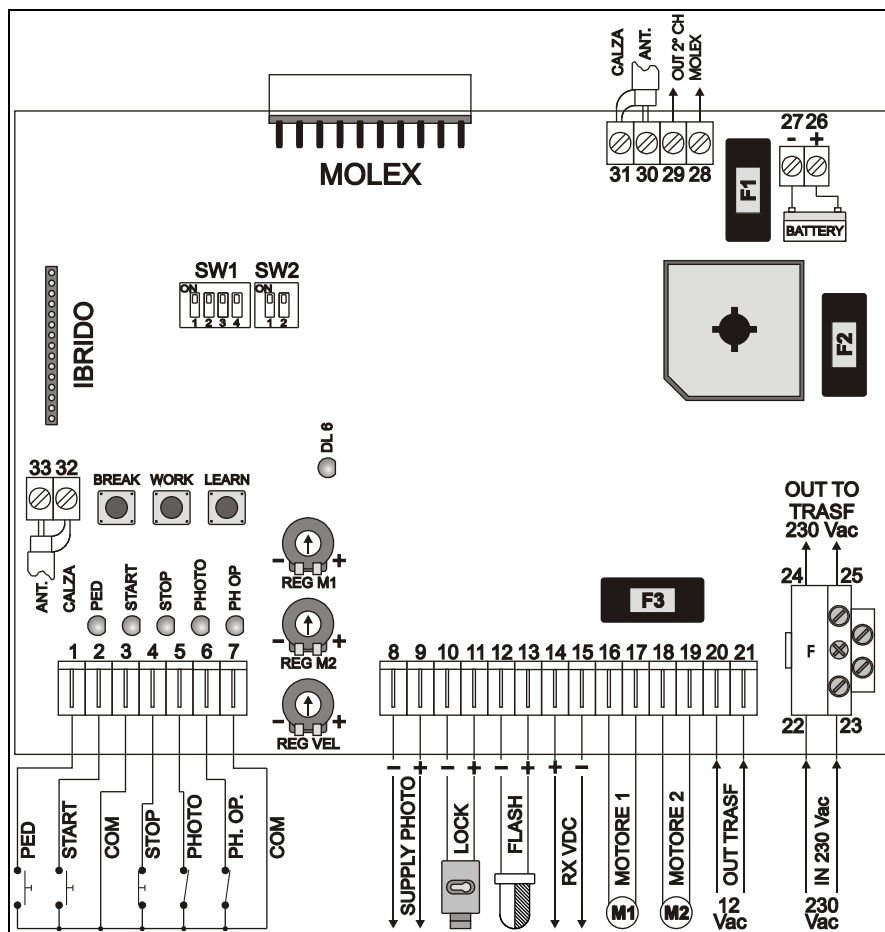 CALZA
ANT.
OUT 2° CH
MOLEX
27 26
- +
BATTERY
31 30 29 28
F1
F2
MOLEX
SW1 SW2
ON
1 2 3 4
ON
1 2
IBRIDO
DL 6
33 32
BREAK WORK LEARN
ANT.
CALZA
PED
START
STOP
PHOTO
PH OP
- +
REG M1
- +
REG M2
- +
REG VEL
F3
OUT TO
TRASF
230 Vac
24 25
F
22 23
1 2 3 4 5 6 7
8 9 10 11 12 13 14 15 16 17 18 19 20 21
- + - + - + + -
PED
START
COM
STOP
PHOTO
PH. OP.
COM
SUPPLY PHOTO
LOCK
FLASH
RX VDC
MOTORE 1
M1
MOTORE 2
M2
OUT TRASF
12
Vac
IN 230 Vac
230
Vac